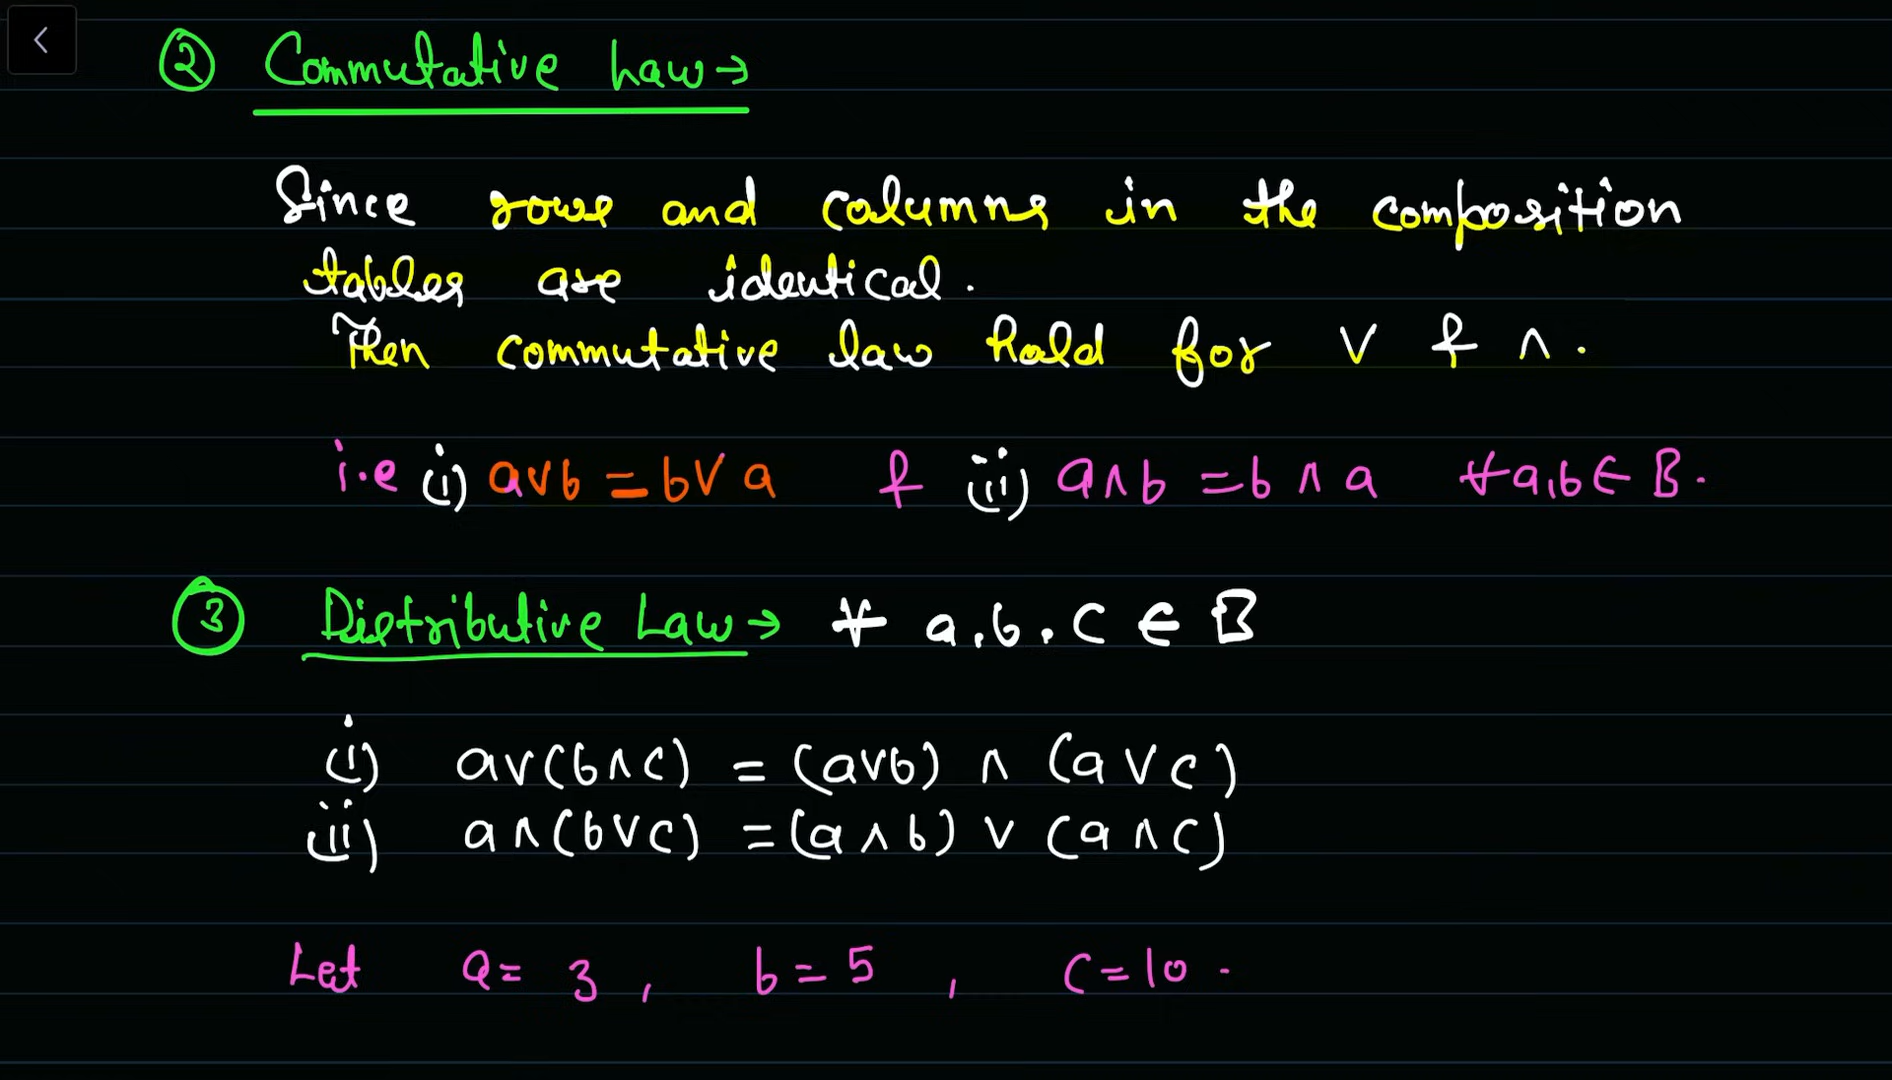 ② Commutative Law→
Since rows and columns in the composition
tables are identical.
Then commutative law hold for ∨ & ∧.
i.e (i) a∨b = b∨a & (ii) a∧b = b∧a ∀ a,b ∈ B.
③ Distributive Law→ ∀ a,b,c ∈ B
(i) a∨(b∧c) = (a∨b) ∧ (a∨c)
(ii) a∧(b∨c) = (a∧b) ∨ (a∧c)
Let a = 3, b = 5, c = 10.